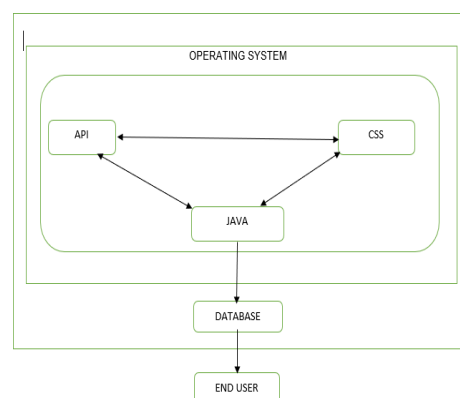 OPERATING SYSTEM
API
CSS
JAVA
DATABASE
END USER